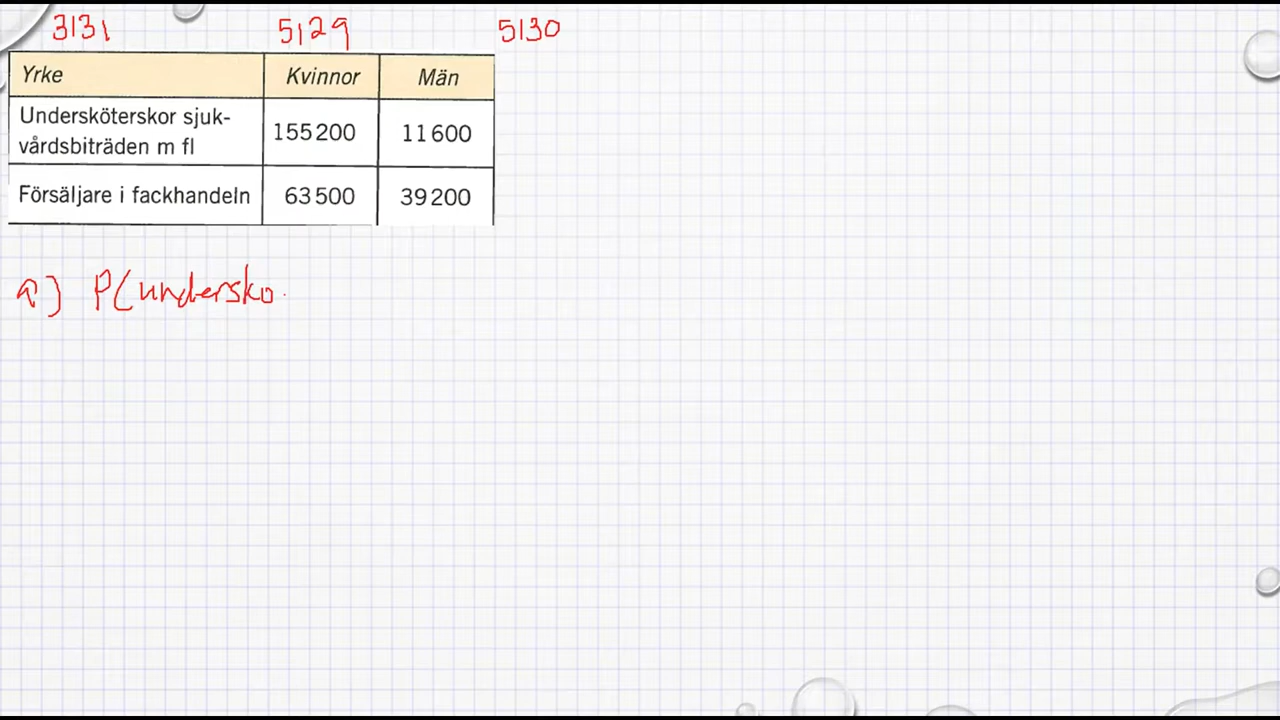 3131 5129 5130
Yrke Kvinnor Män
Undersköterskor sjuk-
vårdsbiträden m fl 155 200 11 600
Försäljare i fackhandeln 63 500 39 200
a) P(undersko